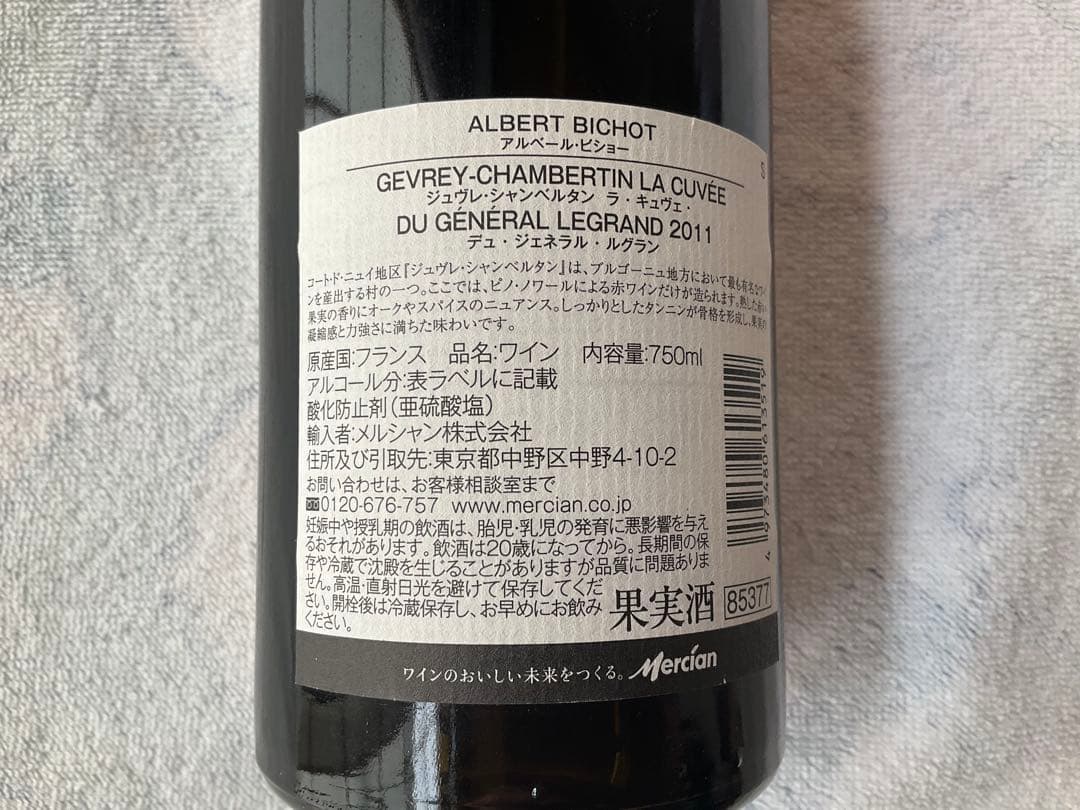 ALBERT BICHOT
アルベール・ビショー
S
GEVREY-CHAMBERTIN LA CUVÉE
ジュヴレ・シャンベルタン ラ・キュヴェ・
DU GÉNÉRAL LEGRAND 2011
デュ・ジェネラル・ルグラン
コート・ド・ニュイ地区『ジュヴレ・シャンベルタン』は、ブルゴーニュ地方において最も有名なワイ
ンを産出する村の一つ。ここでは、ピノ・ノワールによる赤ワインだけが造られます。熟した
果実の香りにオークやスパイスのニュアンス。しっかりとしたタンニンが骨格を形成し、果実の
凝縮感と力強さに満ちた味わいです。
原産国:フランス 品名:ワイン 内容量:750ml
アルコール分:表ラベルに記載
酸化防止剤(亜硫酸塩)
輸入者:メルシャン株式会社
住所及び引取先:東京都中野区中野4-10-2
お問い合わせは、お客様相談室まで
0120-676-757 www.mercian.co.jp
妊娠中や授乳期の飲酒は、胎児・乳児の発育に悪影響を与え
るおそれがあります。飲酒は20歳になってから。長期間の保
存や冷蔵で沈殿を生じることがありますが品質に問題ありま
せん。高温・直射日光を避けて保存してくだ
さい。開栓後は冷蔵保存し、お早めにお飲み
ください。
果実酒
85377
4 973480 613519
ワインのおいしい未来をつくる。 Mercian